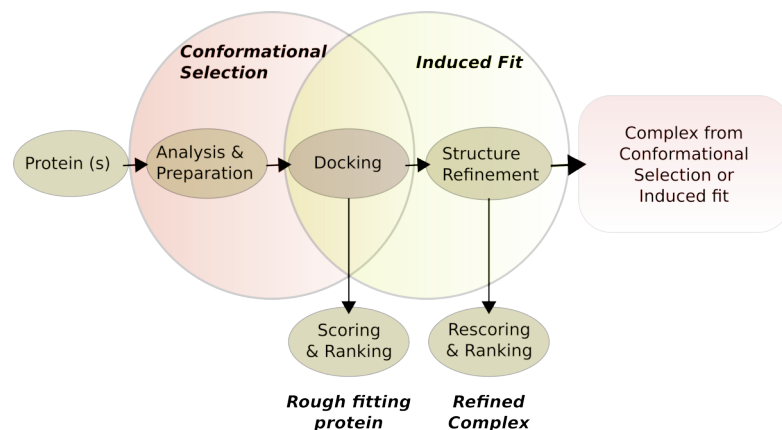 Conformational
Selection
Induced Fit
Protein (s)
Analysis &
Preparation
Docking
Structure
Refinement
Complex from
Conformational
Selection or
Induced fit
Scoring
& Ranking
Rescoring
& Ranking
Rough fitting
protein
Refined
Complex